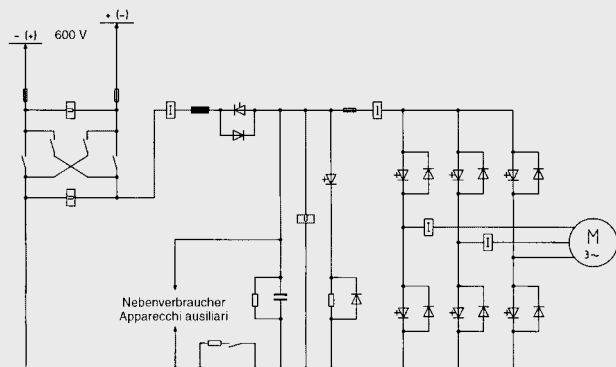 + (-)
- (+) 600 V
U
I
I
U
U
I
I
M
3~
Nebenverbraucher
Apparecchi ausiliari